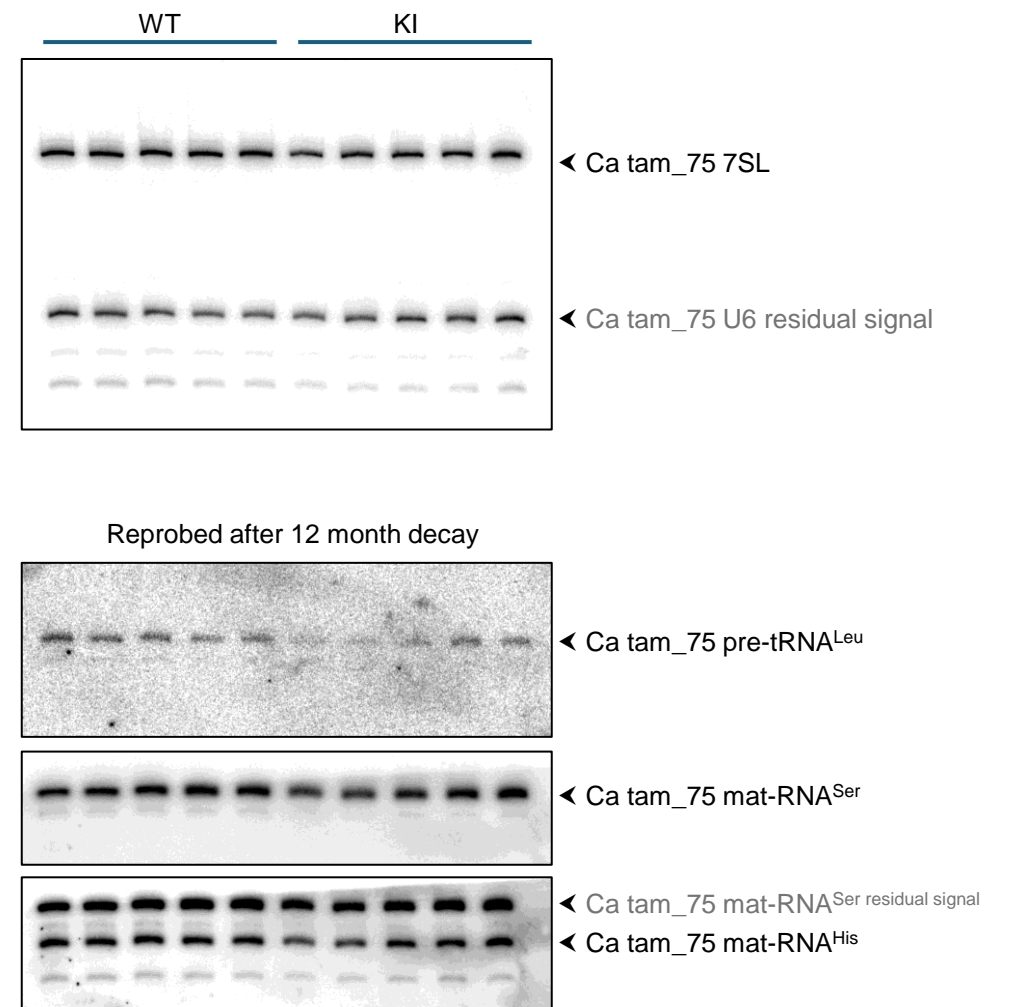 WT KI
Ca tam_75 7SL
Ca tam_75 U6 residual signal
Reprobed after 12 month decay
Ca tam_75 pre-tRNALeu
Ca tam_75 mat-RNASer
Ca tam_75 mat-RNASer residual signal
Ca tam_75 mat-RNAHis